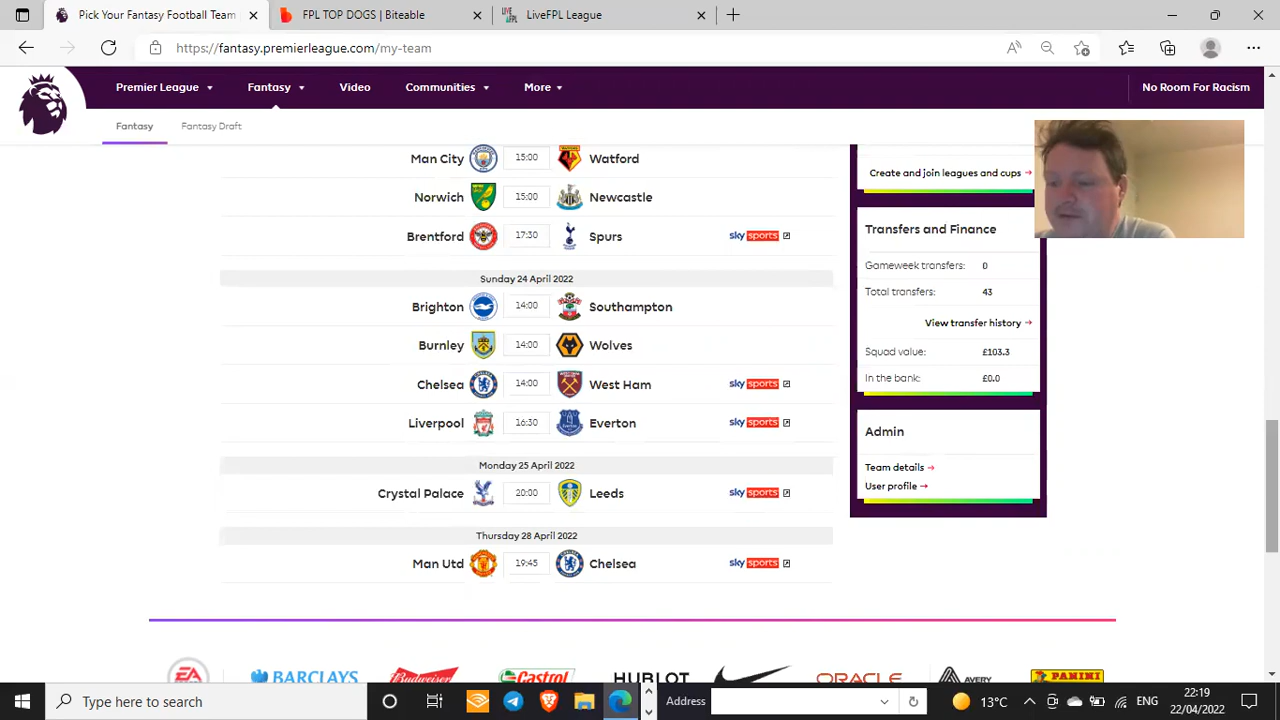 Pick Your Fantasy Football Team
FPL TOP DOGS | Biteable
LiveFPL League
https://fantasy.premierleague.com/my-team
Premier League
Fantasy
Video
Communities
More
No Room For Racism
Fantasy
Fantasy Draft
Man City 15:00 Watford
Norwich 15:00 Newcastle
Brentford 17:30 Spurs sky sports
Sunday 24 April 2022
Brighton 14:00 Southampton
Burnley 14:00 Wolves
Chelsea 14:00 West Ham sky sports
Liverpool 16:30 Everton sky sports
Monday 25 April 2022
Crystal Palace 20:00 Leeds sky sports
Thursday 28 April 2022
Man Utd 19:45 Chelsea sky sports
Create and join leagues and cups
Transfers and Finance
Gameweek transfers: 0
Total transfers: 43
View transfer history
Squad value: £103.3
In the bank: £0.0
Admin
Team details
User profile
EA
BARCLAYS
Budweiser
Castrol
HUBLOT
ORACLE
AVERY
PANINI
Type here to search
Address
13°C
ENG
22:19
22/04/2022